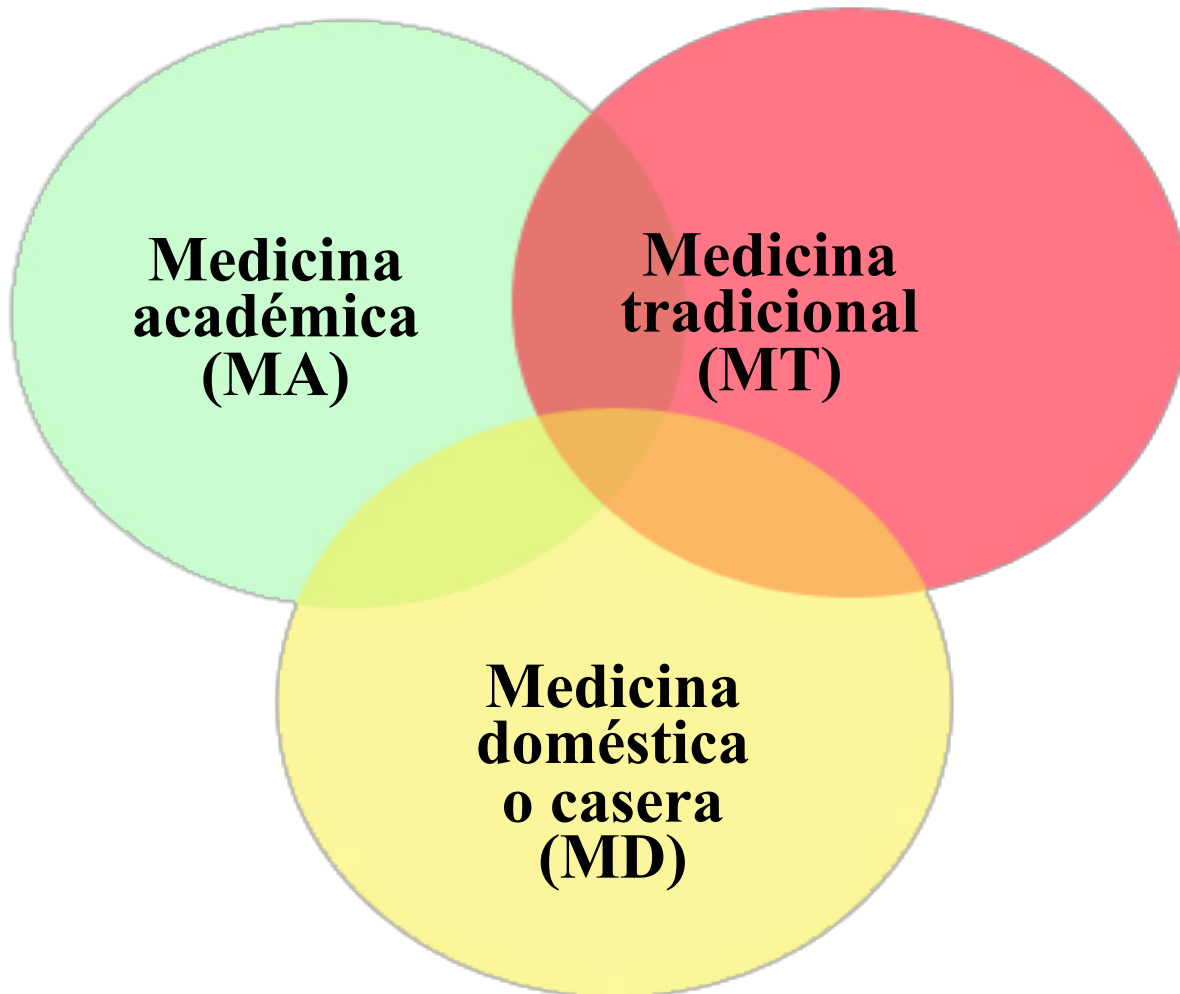 Medicina
académica
(MA)
Medicina
tradicional
(MT)
Medicina
doméstica
o casera
(MD)